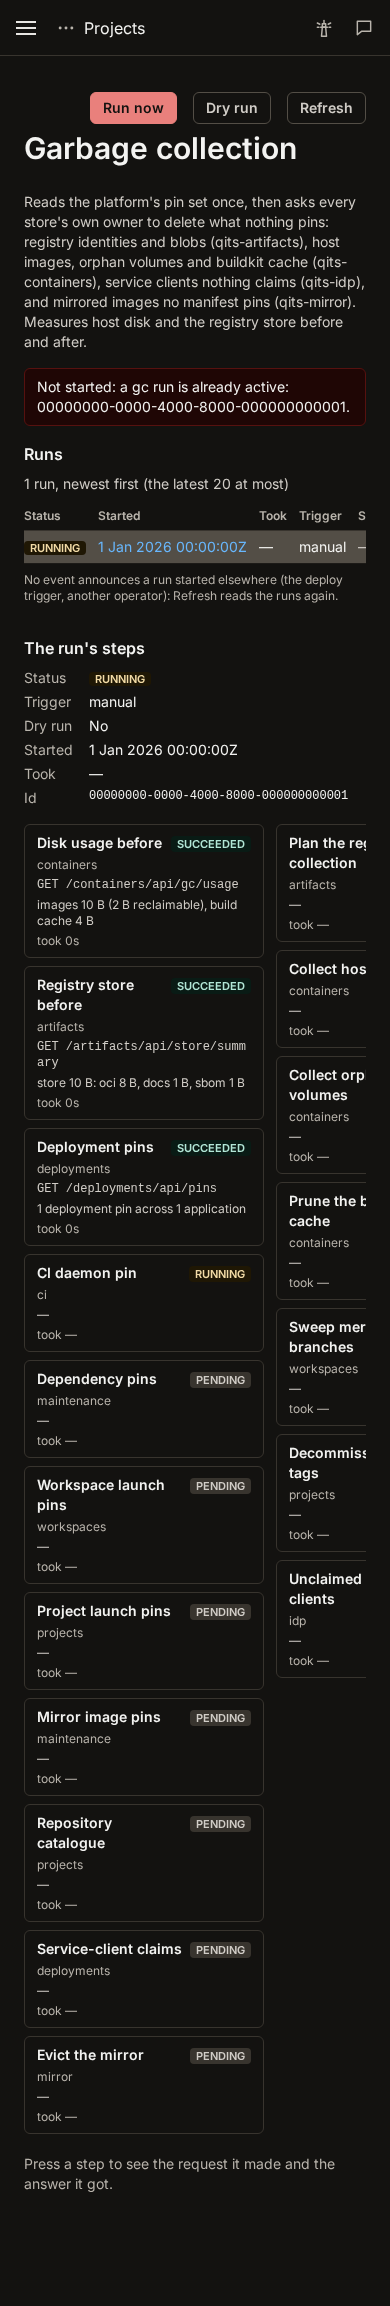 Projects
Run now
Dry run
Refresh
Garbage collection
Reads the platform's pin set once, then asks every
store's own owner to delete what nothing pins:
registry identities and blobs (qits-artifacts), host
images, orphan volumes and buildkit cache (qits-
containers), service clients nothing claims (qits-idp),
and mirrored images no manifest pins (qits-mirror).
Measures host disk and the registry store before
and after.
Not started: a gc run is already active:
00000000-0000-4000-8000-000000000001.
Runs
1 run, newest first (the latest 20 at most)
Status Started Took Trigger S
RUNNING 1 Jan 2026 00:00:00Z — manual —
No event announces a run started elsewhere (the deploy
trigger, another operator): Refresh reads the runs again.
The run's steps
Status RUNNING
Trigger manual
Dry run No
Started 1 Jan 2026 00:00:00Z
Took —
Id 00000000-0000-4000-8000-000000000001
Disk usage before SUCCEEDED
containers
GET /containers/api/gc/usage
images 10 B (2 B reclaimable), build
cache 4 B
took 0s
Registry store SUCCEEDED
before
artifacts
GET /artifacts/api/store/summ
ary
store 10 B: oci 8 B, docs 1 B, sbom 1 B
took 0s
Deployment pins SUCCEEDED
deployments
GET /deployments/api/pins
1 deployment pin across 1 application
took 0s
CI daemon pin RUNNING
ci
—
took —
Dependency pins PENDING
maintenance
—
took —
Workspace launch PENDING
pins
workspaces
—
took —
Project launch pins PENDING
projects
—
took —
Mirror image pins PENDING
maintenance
—
took —
Repository PENDING
catalogue
projects
—
took —
Service-client claims PENDING
deployments
—
took —
Evict the mirror PENDING
mirror
—
took —
Plan the reg
collection
artifacts
—
took —
Collect hos
containers
—
took —
Collect orp
volumes
containers
—
took —
Prune the b
cache
containers
—
took —
Sweep mer
branches
workspaces
—
took —
Decommiss
tags
projects
—
took —
Unclaimed
clients
idp
—
took —
Press a step to see the request it made and the
answer it got.